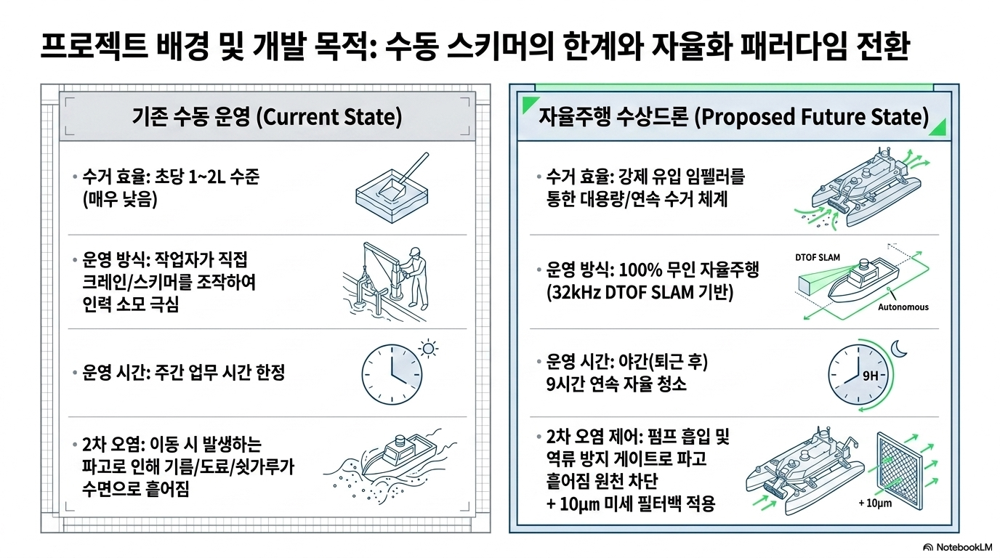 프로젝트 배경 및 개발 목적: 수동 스키머의 한계와 자율화 패러다임 전환
기존 수동 운영 (Current State)
• 수거 효율: 초당 1~2L 수준
(매우 낮음)
• 운영 방식: 작업자가 직접
크레인/스키머를 조작하여
인력 소모 극심
• 운영 시간: 주간 업무 시간 한정
• 2차 오염: 이동 시 발생하는
파고로 인해 기름/도료/쇳가루가
수면으로 흩어짐
자율주행 수상드론 (Proposed Future State)
• 수거 효율: 강제 유입 임펠러를
통한 대용량/연속 수거 체계
• 운영 방식: 100% 무인 자율주행
(32kHz DTOF SLAM 기반)
DTOF SLAM
Autonomous
• 운영 시간: 야간(퇴근 후)
9시간 연속 자율 청소
9H
• 2차 오염 제어: 펌프 흡입 및
역류 방지 게이트로 파고
흩어짐 원천 차단
+ 10μm 미세 필터백 적용
+ 10μm
NotebookLM